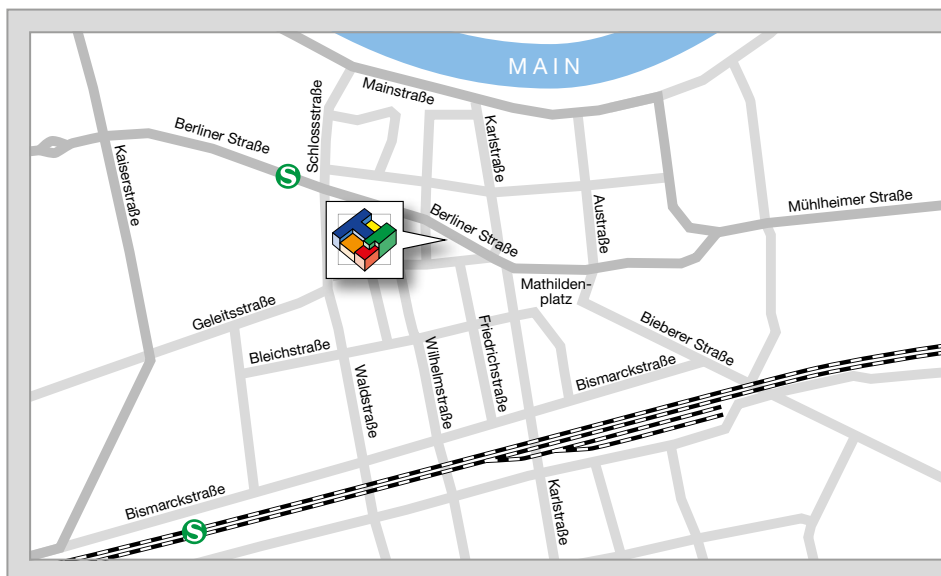 MAIN
Mainstraße
Schlossstraße
Berliner Straße
Karlstraße
Kaiserstraße
S
Mühlheimer Straße
Austraße
Berliner Straße
Mathilden-
platz
Geleitsstraße
Bieberer Straße
Bleichstraße
Friedrichstraße
Wilhelmstraße
Bismarckstraße
Waldstraße
Bismarckstraße
Karlstraße
S